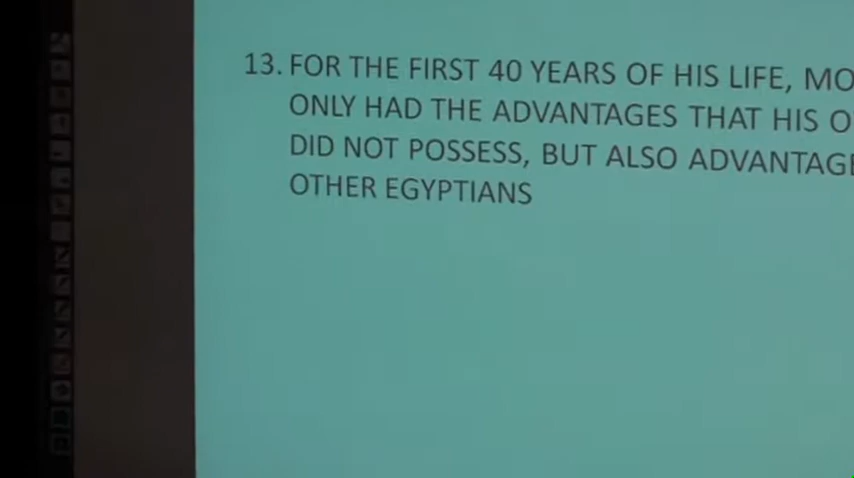 13. FOR THE FIRST 40 YEARS OF HIS LIFE,
ONLY HAD THE ADVANTAGES THAT HIS
DID NOT POSSESS, BUT ALSO
OTHER EGYPTIANS